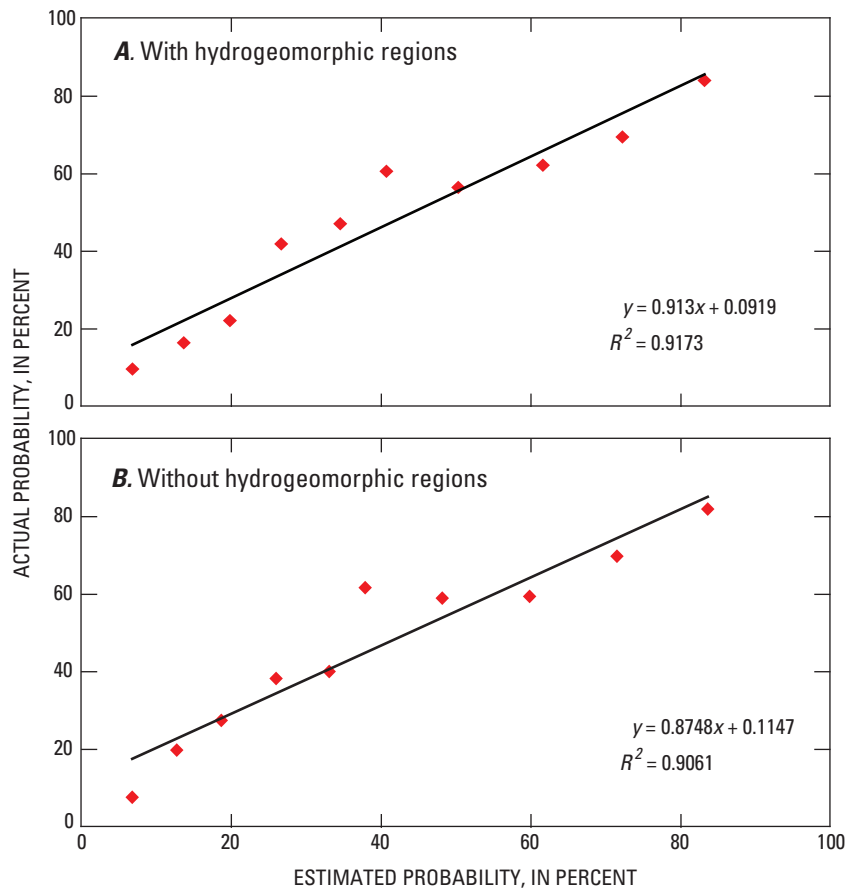 100
80
60
40
20
0
A. With hydrogeomorphic regions
y = 0.913x + 0.0919
R² = 0.9173
ACTUAL PROBABILITY, IN PERCENT
100
80
60
40
20
0
B. Without hydrogeomorphic regions
y = 0.8748x + 0.1147
R² = 0.9061
0 20 40 60 80 100
ESTIMATED PROBABILITY, IN PERCENT